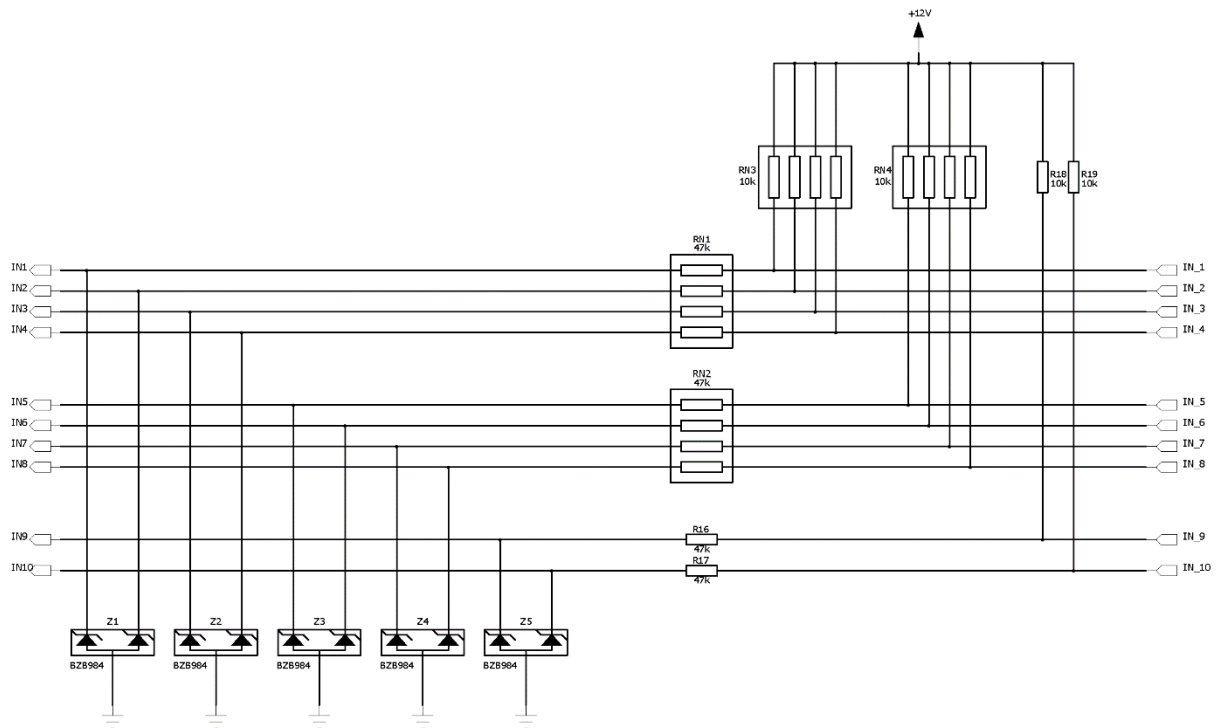 +12V
RN3
10k
RN4
10k
R18
10k
R19
10k
RN1
47k
IN1
IN_1
IN2
IN_2
IN3
IN_3
IN4
IN_4
RN2
47k
IN5
IN_5
IN6
IN_6
IN7
IN_7
IN8
IN_8
R16
47k
IN9
IN_9
R17
47k
IN10
IN_10
Z1
Z2
Z3
Z4
Z5
BZB984
BZB984
BZB984
BZB984
BZB984